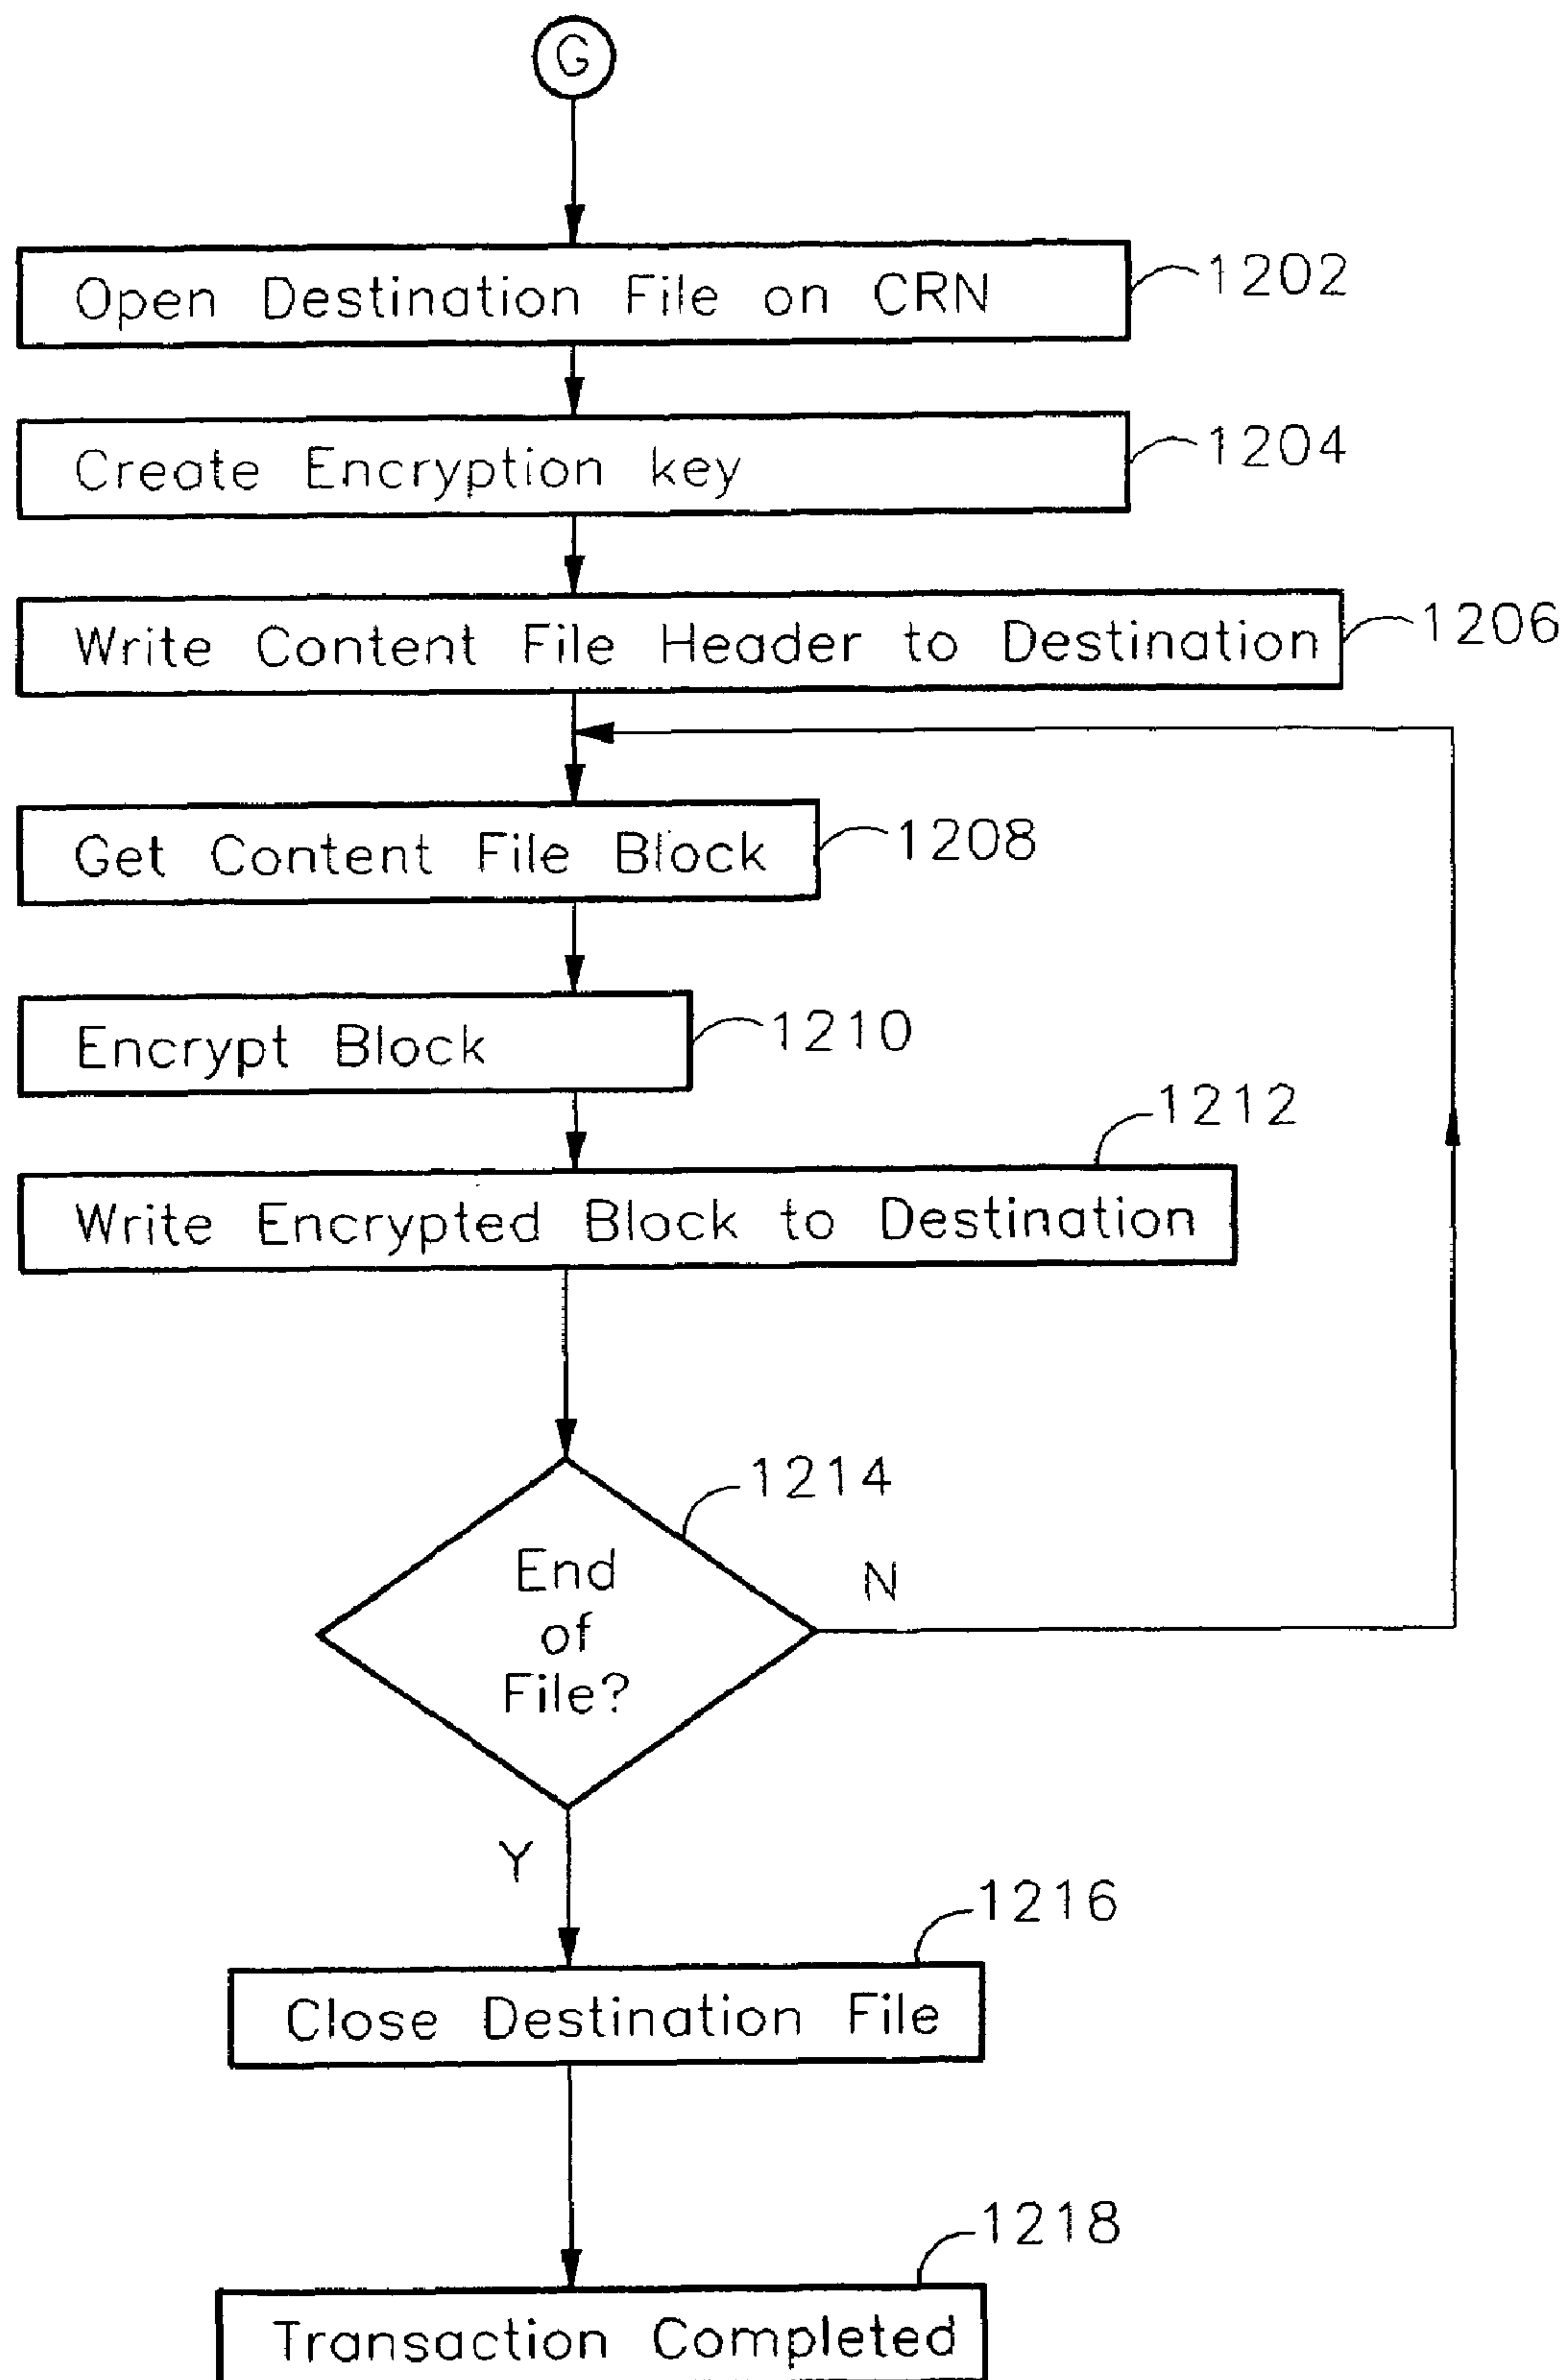 G
Open Destination File on CRN
1202
Create Encryption key
1204
Write Content File Header to Destination
1206
Get Content File Block
1208
Encrypt Block
1210
1212
Write Encrypted Block to Destination
1214
End
of
File?
N
Y
1216
Close Destination File
1218
Transaction Completed